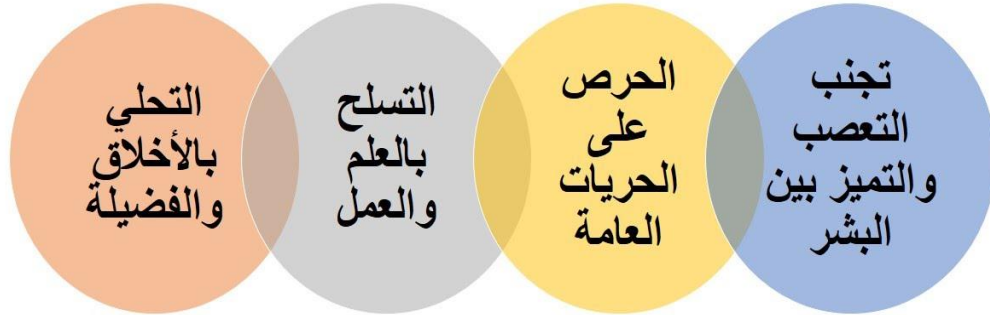 تجنب
التعصب
والتميز بين
البشر
الحرص
على
الحريات
العامة
التسلح
بالعلم
والعمل
التحلي
بالأخلاق
والفضيلة